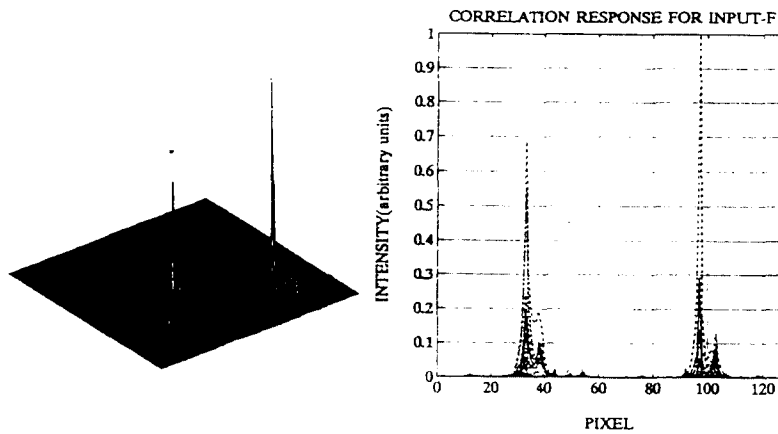 CORRELATION RESPONSE FOR INPUT-F
INTENSITY(arbitrary units)
1
0.9
0.8
0.7
0.6
0.5
0.4
0.3
0.2
0.1
0
0 20 40 60 80 100 120
PIXEL